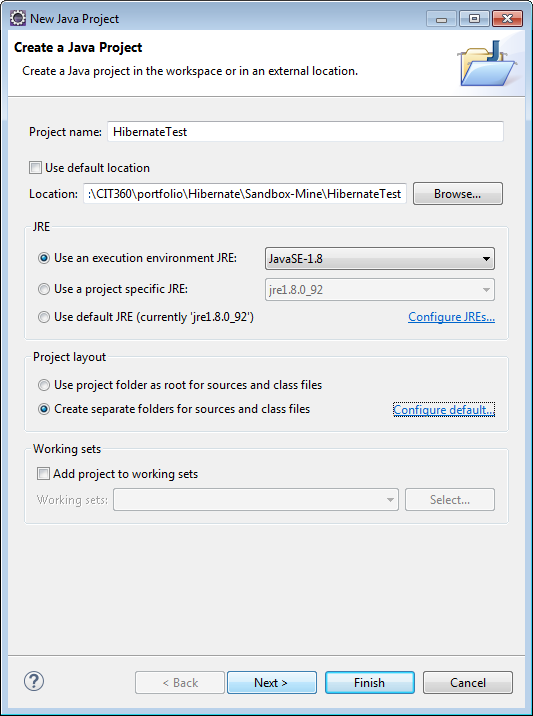 New Java Project
Create a Java Project
Create a Java project in the workspace or in an external location.
Project name: HibernateTest
Use default location
Location: :\CIT360\portfolio\Hibernate\Sandbox-Mine\HibernateTest Browse...
JRE
Use an execution environment JRE: JavaSE-1.8
Use a project specific JRE: jre1.8.0_92
Use default JRE (currently 'jre1.8.0_92') Configure JREs...
Project layout
Use project folder as root for sources and class files
Create separate folders for sources and class files Configure default...
Working sets
Add project to working sets
Working sets: Select...
? < Back Next > Finish Cancel